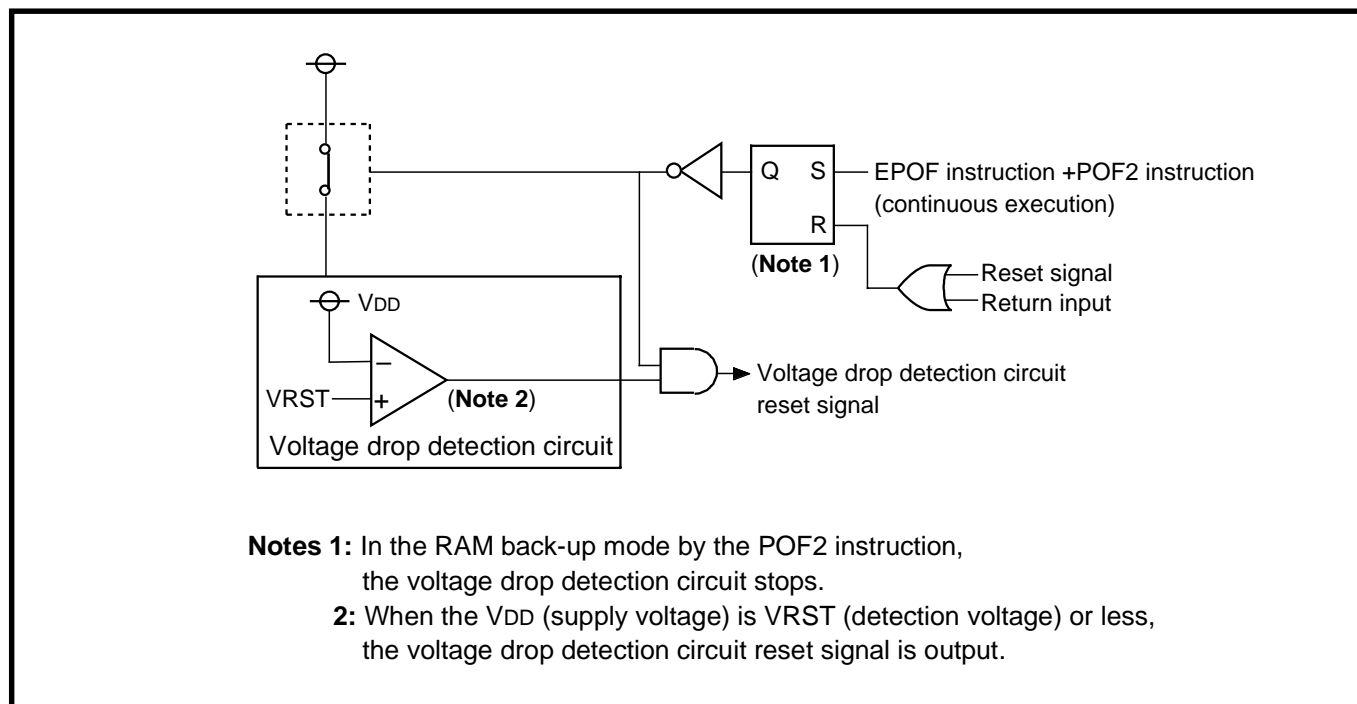 Q S
R
EPOF instruction +POF2 instruction
(continuous execution)
(Note 1)
Reset signal
Return input
VDD
−
VRST
+
(Note 2)
Voltage drop detection circuit
Voltage drop detection circuit
reset signal
Notes 1: In the RAM back-up mode by the POF2 instruction,
the voltage drop detection circuit stops.
2: When the VDD (supply voltage) is VRST (detection voltage) or less,
the voltage drop detection circuit reset signal is output.